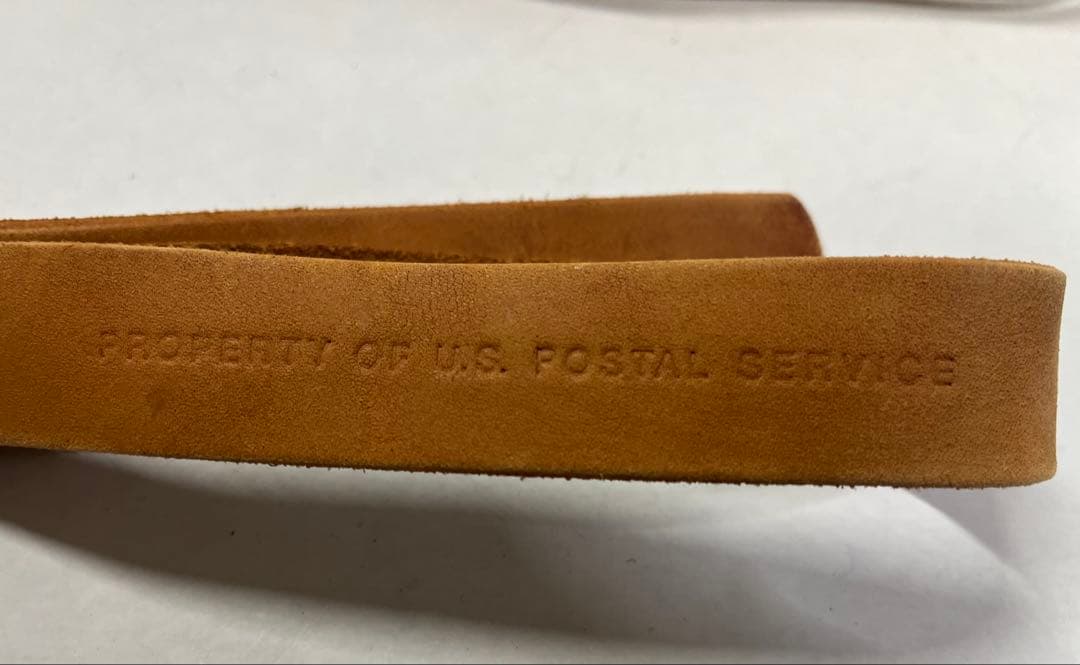 PROPERTY OF U.S. POSTAL SERVICE